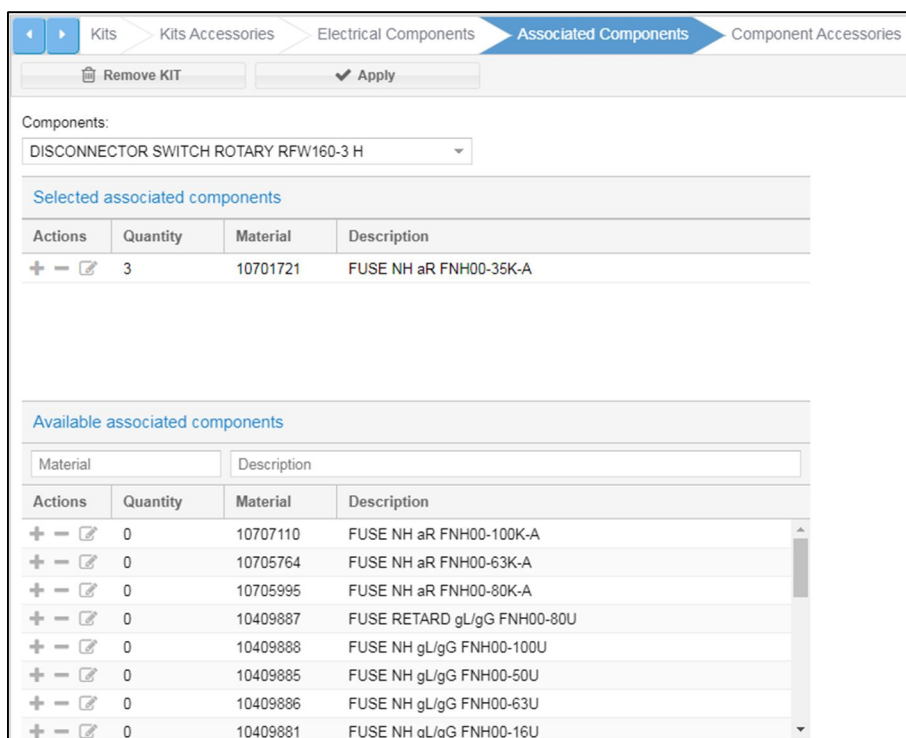 Kits Kits Accessories Electrical Components Associated Components Component Accessories
Remove KIT Apply
Components:
DISCONNECTOR SWITCH ROTARY RFW160-3 H
Selected associated components
Actions Quantity Material Description
3 10701721 FUSE NH aR FNH00-35K-A
Available associated components
Material Description
Actions Quantity Material Description
0 10707110 FUSE NH aR FNH00-100K-A
0 10705764 FUSE NH aR FNH00-63K-A
0 10705995 FUSE NH aR FNH00-80K-A
0 10409887 FUSE RETARD gL/gG FNH00-80U
0 10409888 FUSE NH gL/gG FNH00-100U
0 10409885 FUSE NH gL/gG FNH00-50U
0 10409886 FUSE NH gL/gG FNH00-63U
0 10409881 FUSE NH gL/gG FNH00-16U